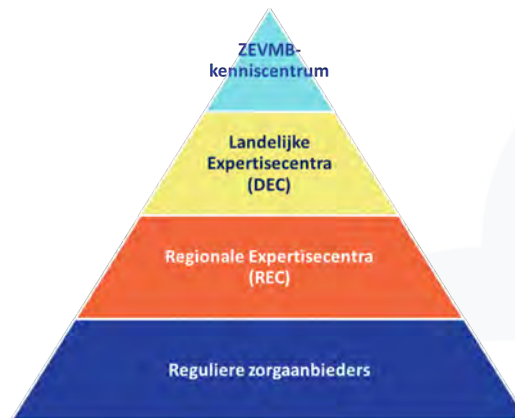 ZEVMB-
kenniscentrum
Landelijke
Expertisecentra
(DEC)
Regionale Expertisecentra
(REC)
Reguliere zorgaanbieders